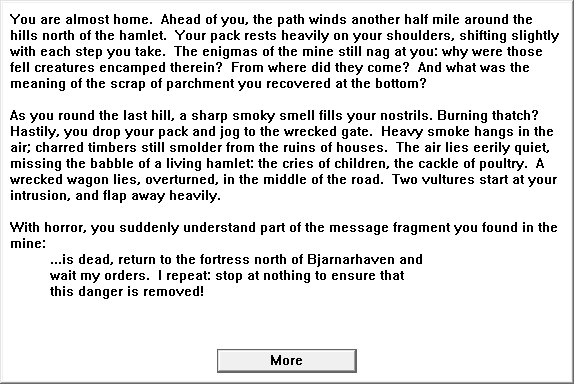 You are almost home.  Ahead of you, the path winds another half mile around the
hills north of the hamlet.  Your pack rests heavily on your shoulders, shifting slightly
with each step you take.  The enigmas of the mine still nag at you: why were those
fell creatures encamped therein?  From where did they come?  And what was the
meaning of the scrap of parchment you recovered at the bottom?
As you round the last hill, a sharp smoky smell fills your nostrils. Burning thatch?
Hastily, you drop your pack and jog to the wrecked gate.  Heavy smoke hangs in the
air; charred timbers still smolder from the ruins of houses.  The air lies eerily quiet,
missing the babble of a living hamlet: the cries of children, the cackle of poultry.  A
wrecked wagon lies, overturned, in the middle of the road.  Two vultures start at your
intrusion, and flap away heavily.
With horror, you suddenly understand part of the message fragment you found in the
mine:
...is dead, return to the fortress north of Bjarnarhaven and
wait my orders.  I repeat: stop at nothing to ensure that
this danger is removed!
More